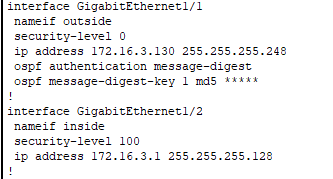 interface GigabitEthernet1/1
nameif outside
security-level 0
ip address 172.16.3.130 255.255.255.248
ospf authentication message-digest
ospf message-digest-key 1 md5 *****
!
interface GigabitEthernet1/2
nameif inside
security-level 100
ip address 172.16.3.1 255.255.255.128
!